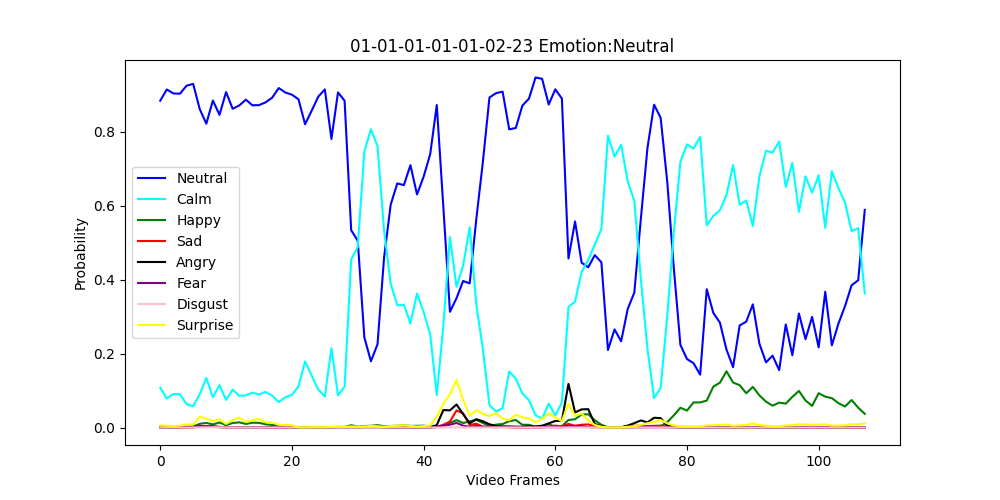 01-01-01-01-01-02-23 Emotion:Neutral
Probability
0.8
0.6
0.4
0.2
0.0
Neutral
Calm
Happy
Sad
Angry
Fear
Disgust
Surprise
0 20 40 60 80 100
Video Frames